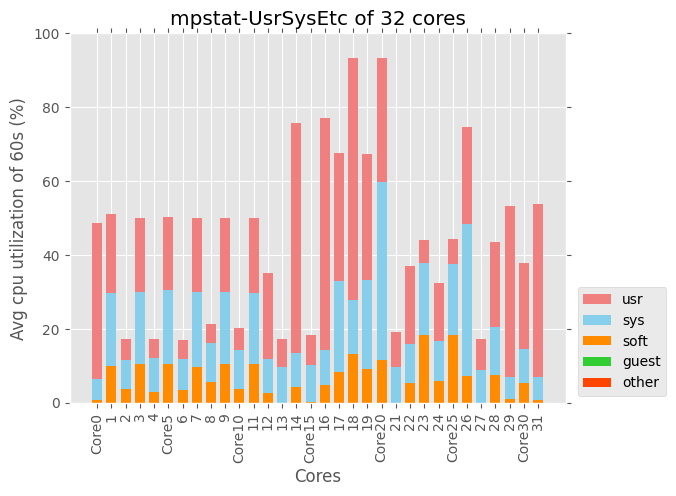 mpstat-UsrSysEtc of 32 cores
Avg cpu utilization of 60s (%)
100
80
60
40
20
0
Core0
1
2
3
4
Core5
6
7
8
9
Core10
11
12
13
14
Core15
16
17
18
19
Core20
21
22
23
24
Core25
26
27
28
29
Core30
31
Cores
usr
sys
soft
guest
other